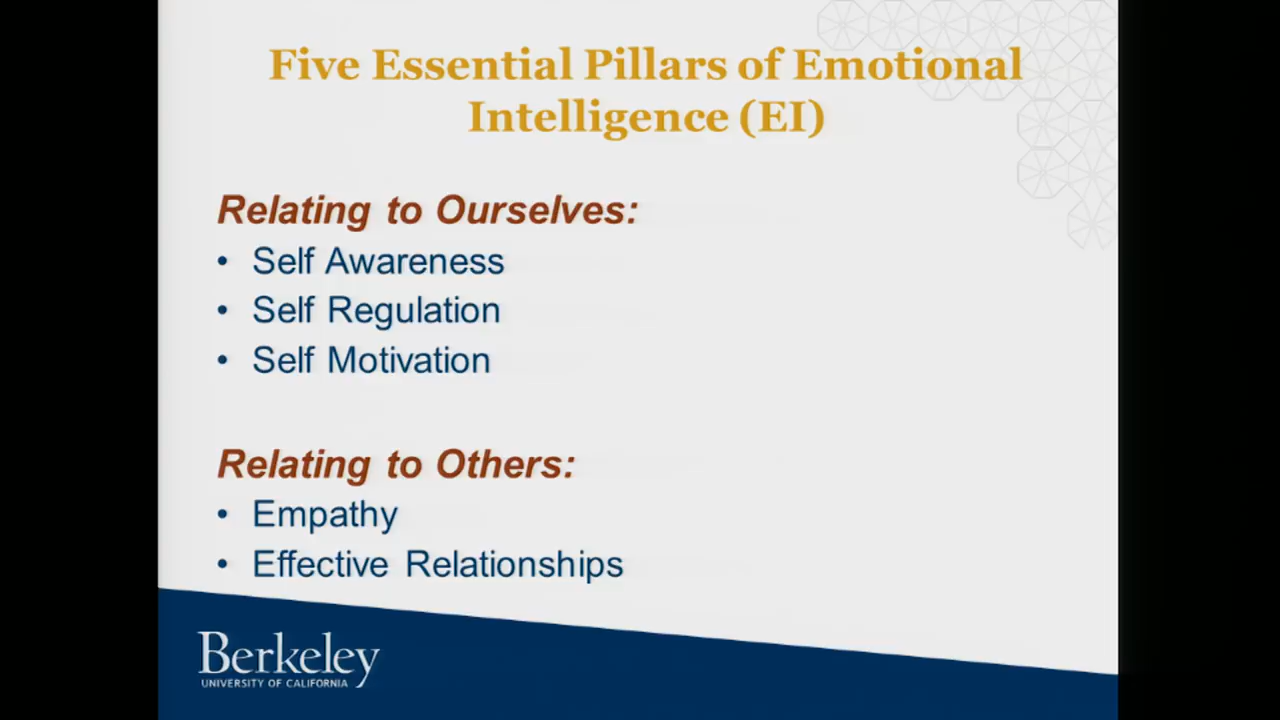 Five Essential Pillars of Emotional
Intelligence (EI)
Relating to Ourselves:
• Self Awareness
• Self Regulation
• Self Motivation
Relating to Others:
• Empathy
• Effective Relationships
Berkeley
UNIVERSITY OF CALIFORNIA